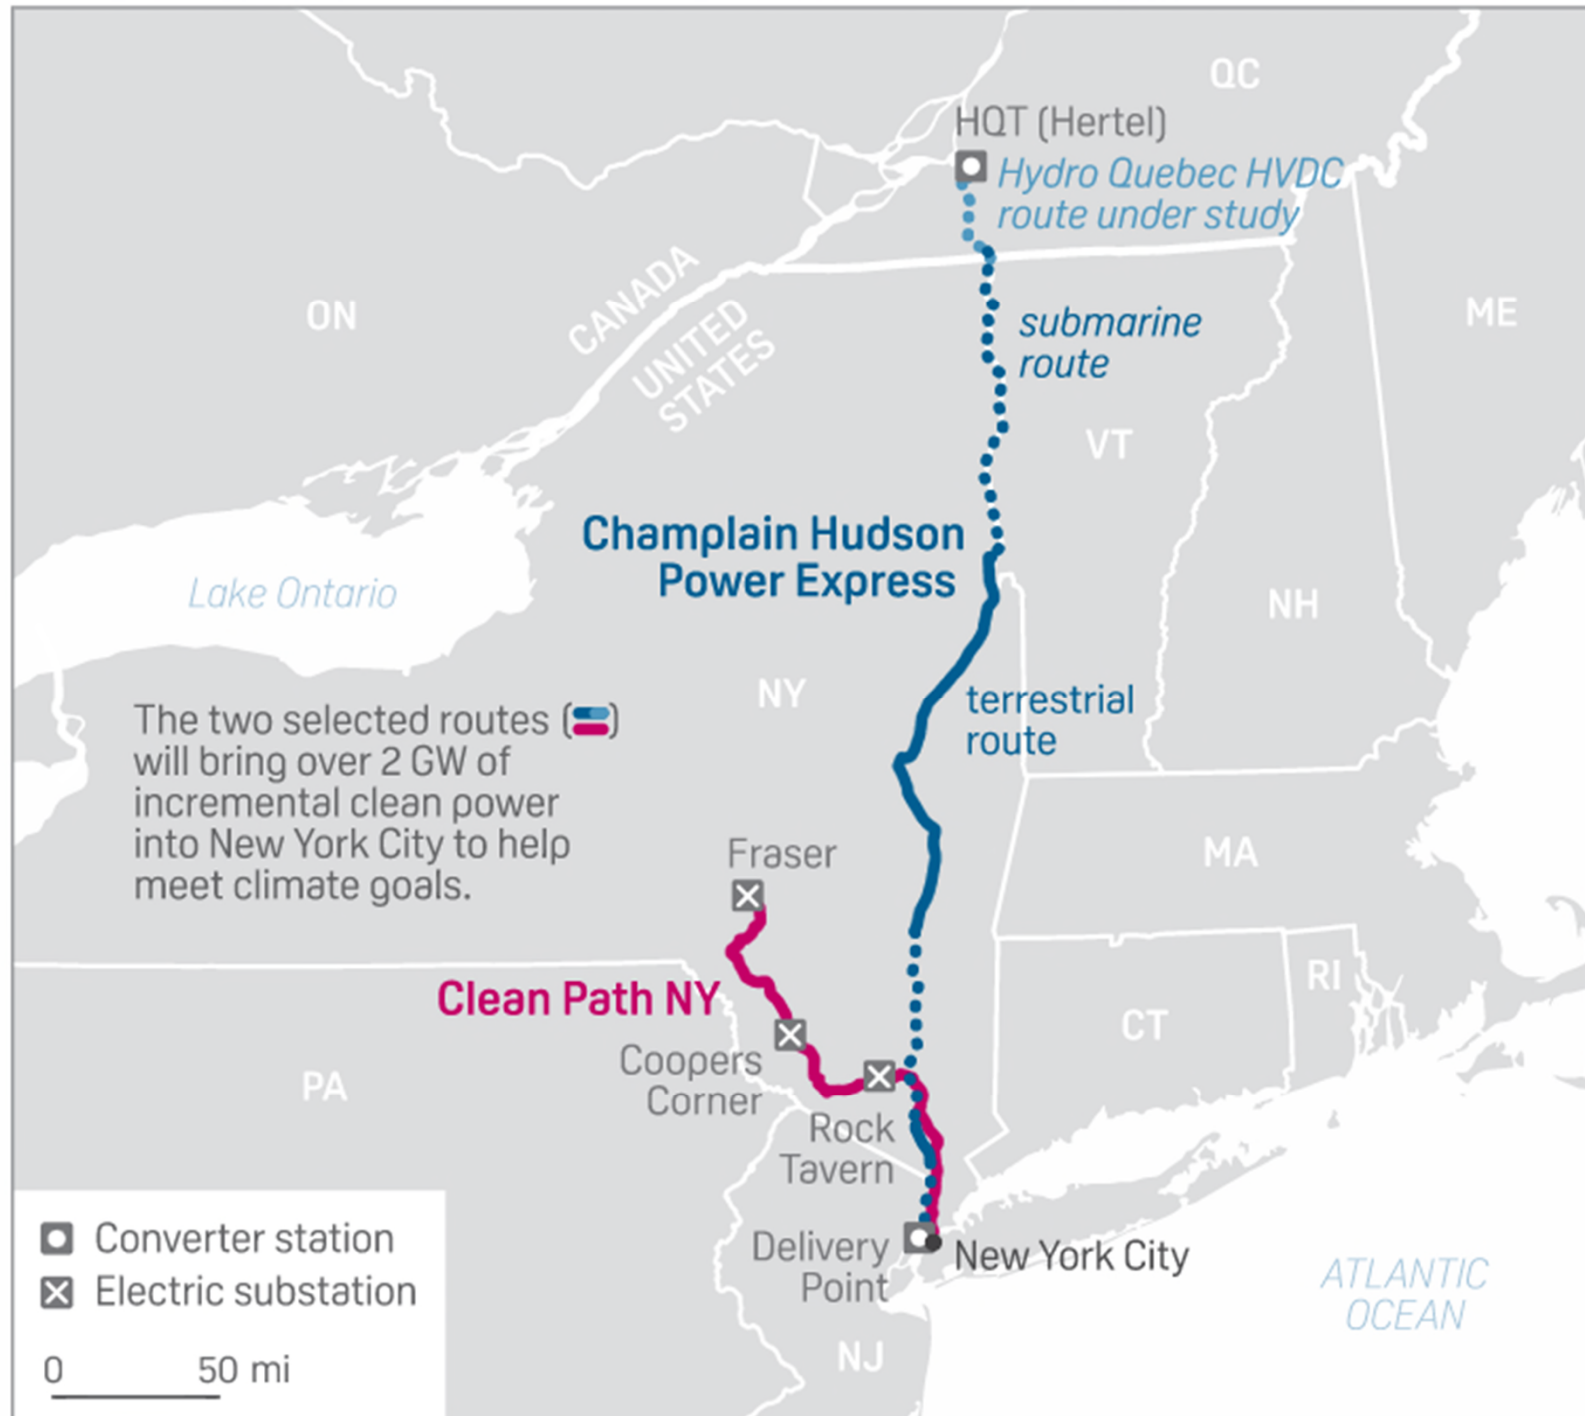 QC
HQT (Hertel)
Hydro Quebec HVDC
route under study
CANADA
UNITED
STATES
ON
ME
submarine
route
VT
Champlain Hudson
Power Express
Lake Ontario
NH
NY
terrestrial
route
The two selected routes ( )
will bring over 2 GW of
incremental clean power
into New York City to help
meet climate goals.
Fraser
MA
Clean Path NY
RI
CT
Coopers
Corner
PA
Rock
Tavern
Delivery
Point
New York City
ATLANTIC
OCEAN
NJ
Converter station
Electric substation
0 50 mi